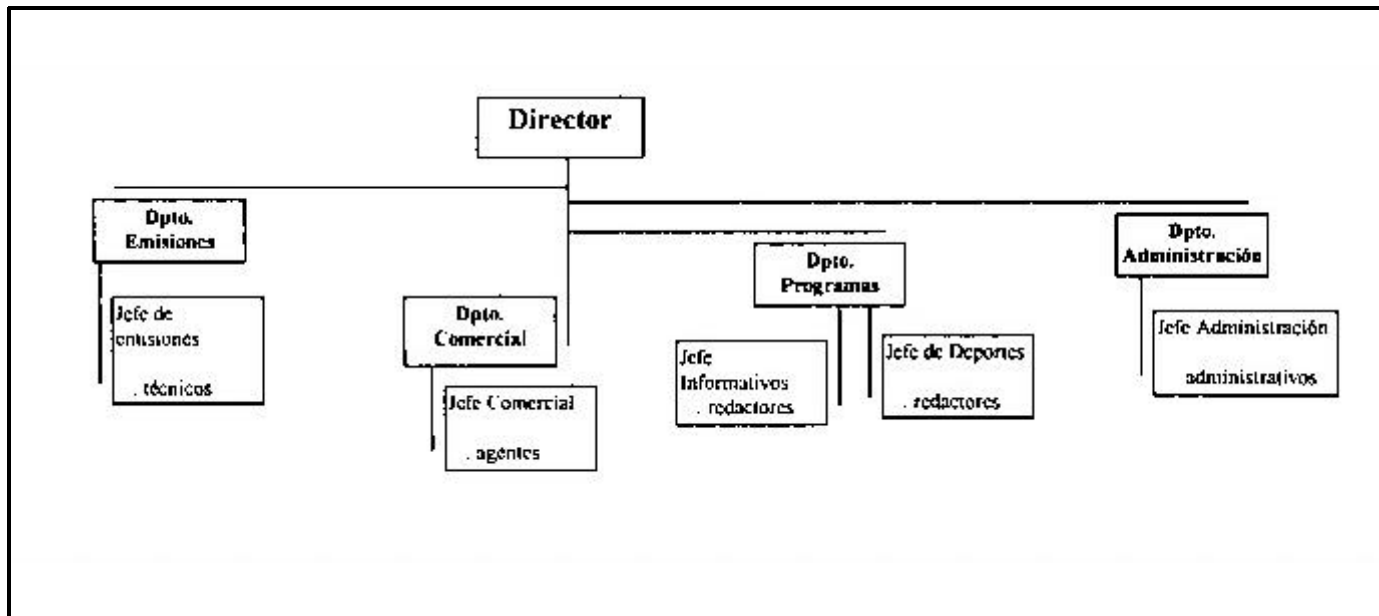 Director
Dpto.
Emisiones
Jefe de
emisiones
. técnicos
Dpto.
Comercial
Jefe Comercial
. agentes
Dpto.
Programas
Jefe
Informativos
. redactores
Jefe de Deportes
. redactores
Dpto.
Administración
Jefe Administración
administrativos